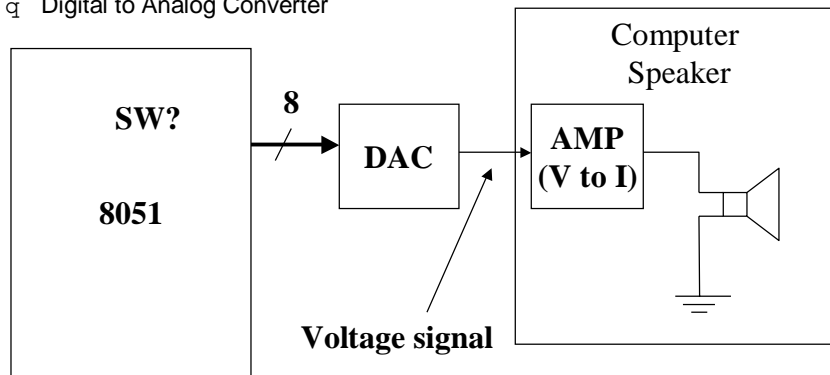 q Digital to Analog Converter
Computer
Speaker
SW?
8
DAC
AMP
(V to I)
8051
Voltage signal